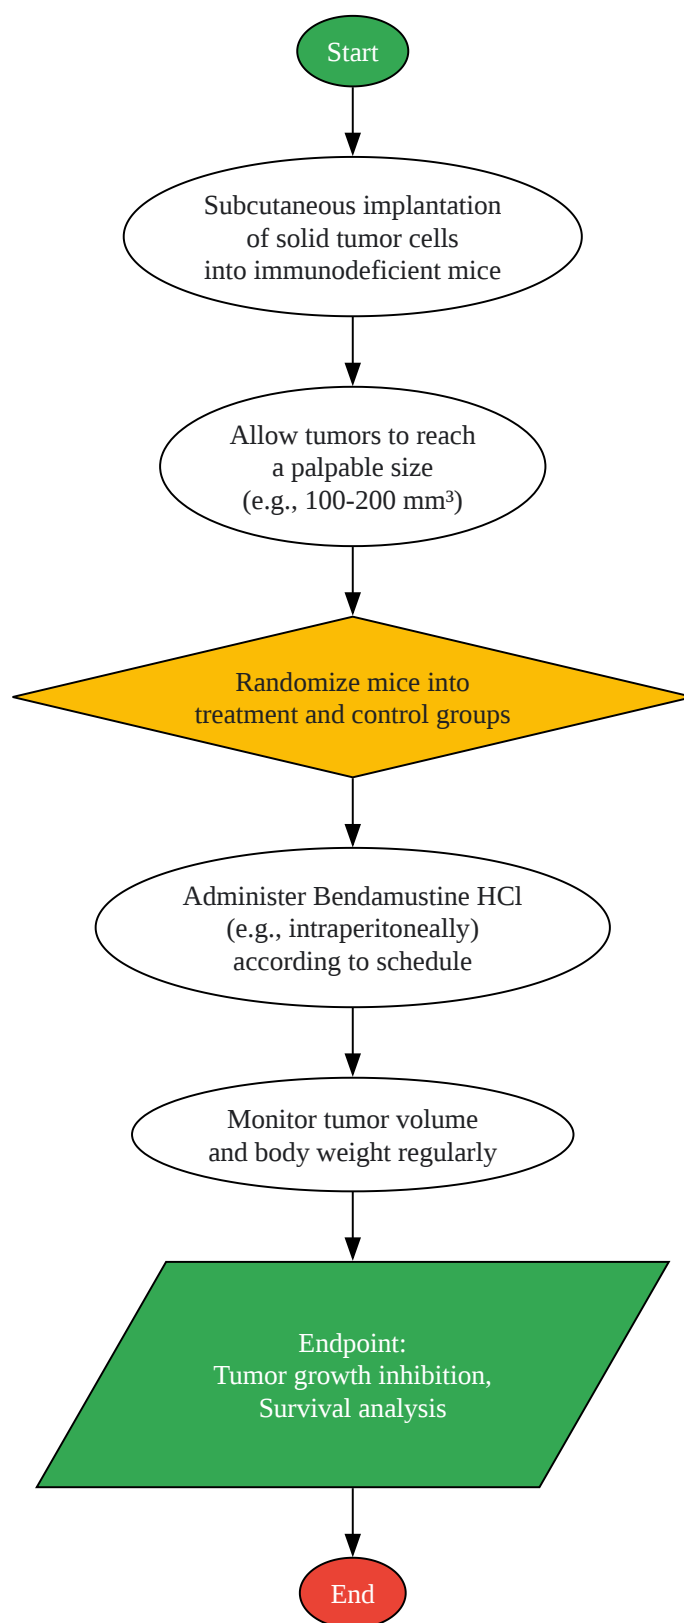 Start
Subcutaneous implantation
of solid tumor cells
into immunodeficient mice
Allow tumors to reach
a palpable size
(e.g., 100-200 mm³)
Randomize mice into
treatment and control groups
Administer Bendamustine HCl
(e.g., intraperitoneally)
according to schedule
Monitor tumor volume
and body weight regularly
Endpoint:
Tumor growth inhibition,
Survival analysis
End